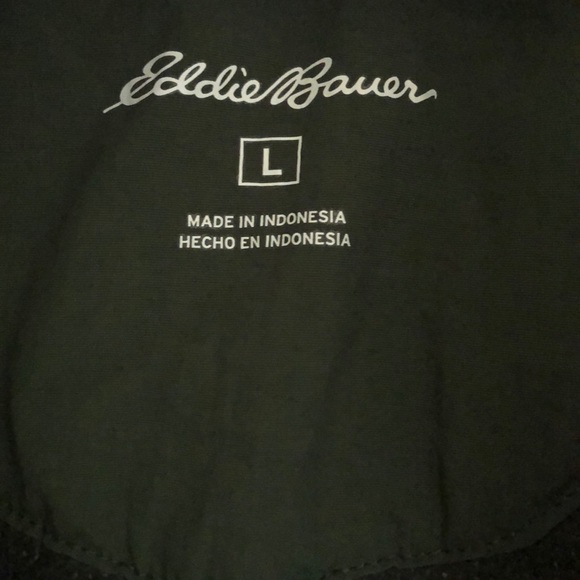 Eddie Bauer
L
MADE IN INDONESIA
HECHO EN INDONESIA